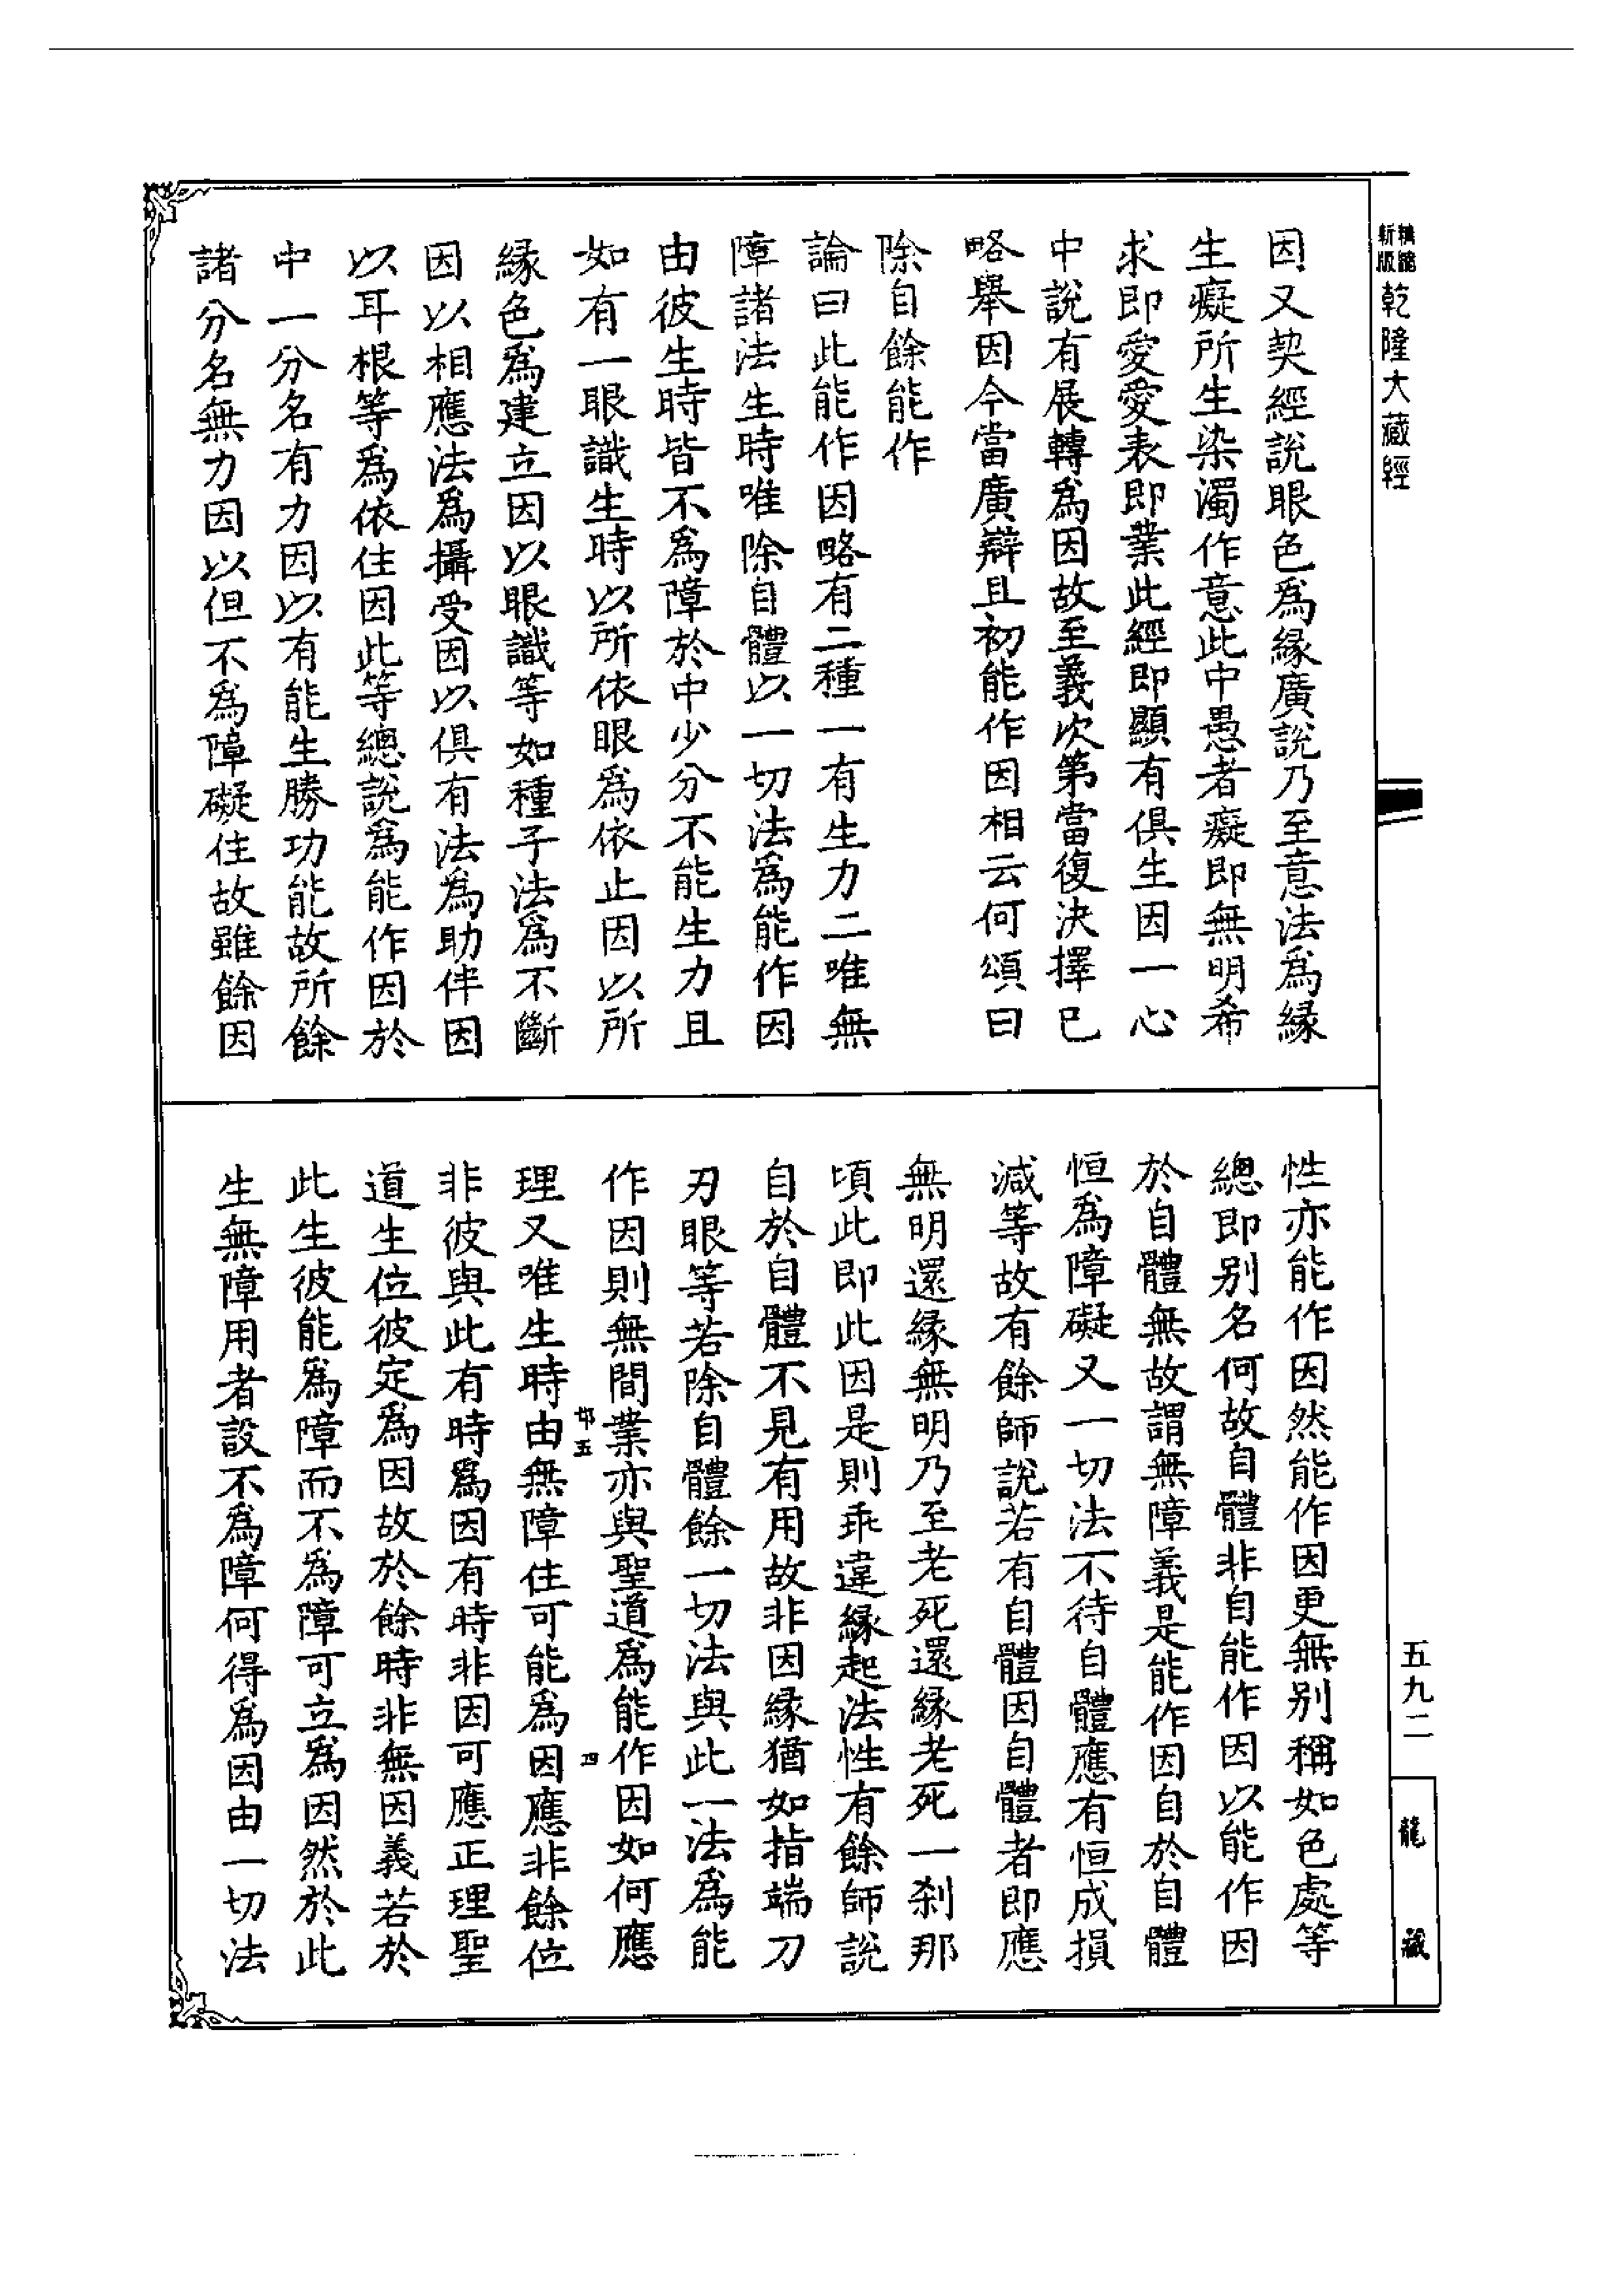 新版
乾隆大藏經
因又契經說眼色爲緣廣說乃至意法爲緣
生癡所生染濁作意此中愚者癡即無明希
求即愛愛表即業此經即顯有俱生因一心
中說有展轉爲因故至義次第當復決擇已
略舉因今當廣辯且初能作因相云何頌曰
除自餘能作
論曰此能作因略有二種一有生力二唯無
障諸法生時唯除自體以一切法爲能作因
由彼生時皆不爲障於中少分不能生力且
如有一眼識生時以所依眼爲依止因以所
緣色爲建立因以眼識等如種子法爲不斷
因以相應法爲攝受因以俱有法爲助伴因
以耳根等爲依住因此等總說爲能作因於
中一分名有力因以有能生勝功能故所餘
諸分名無力因以但不爲障礙住故雖餘因
性亦能作因然能作因更無別稱如色處等
總即別名何故自體非自能作因以能作因
於自體無故謂無障義是能作因自於自體
恒爲障礙又一切法不待自體應有恒成損
減等故有餘師說若有自體因自體者即應
無明還緣無明乃至老死還緣老死一剎那
頃此即此因是則乖違緣起法性有餘師說
自於自體不見有用故非因緣猶如指端刀
刃眼等若除自體餘一切法與此一法爲能
作因則無間業亦與聖道爲能作因如何應
理又唯生時由無障住可能爲因應非餘位
非彼與此有時爲因有時非因可應正理聖
道生位彼定爲因故於餘時非無因義若於
此生彼能爲障而不爲障可立爲因然於此
生無障用者設不爲障何得爲因由一切法
五
四
五九二
龍藏